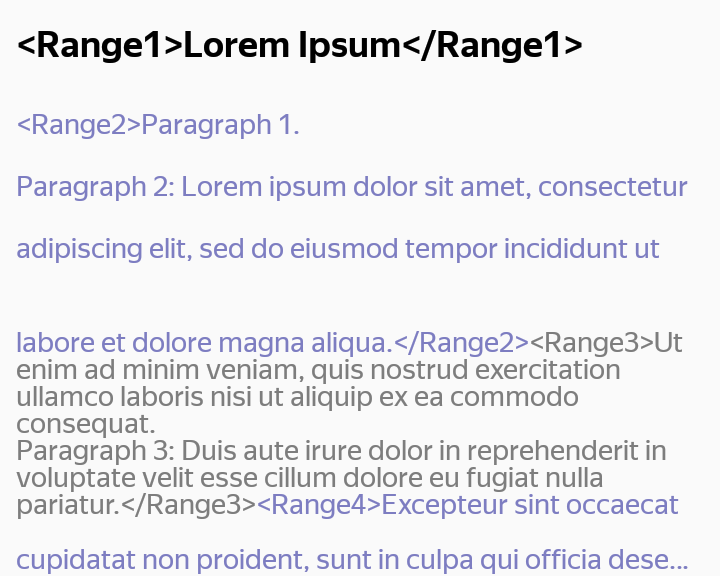 <Range1>Lorem Ipsum</Range1>
<Range2>Paragraph 1.
Paragraph 2: Lorem ipsum dolor sit amet, consectetur
adipiscing elit, sed do eiusmod tempor incididunt ut
labore et dolore magna aliqua.</Range2><Range3>Ut
enim ad minim veniam, quis nostrud exercitation
ullamco laboris nisi ut aliquip ex ea commodo
consequat.
Paragraph 3: Duis aute irure dolor in reprehenderit in
voluptate velit esse cillum dolore eu fugiat nulla
pariatur.</Range3><Range4>Excepteur sint occaecat
cupidatat non proident, sunt in culpa qui officia dese...